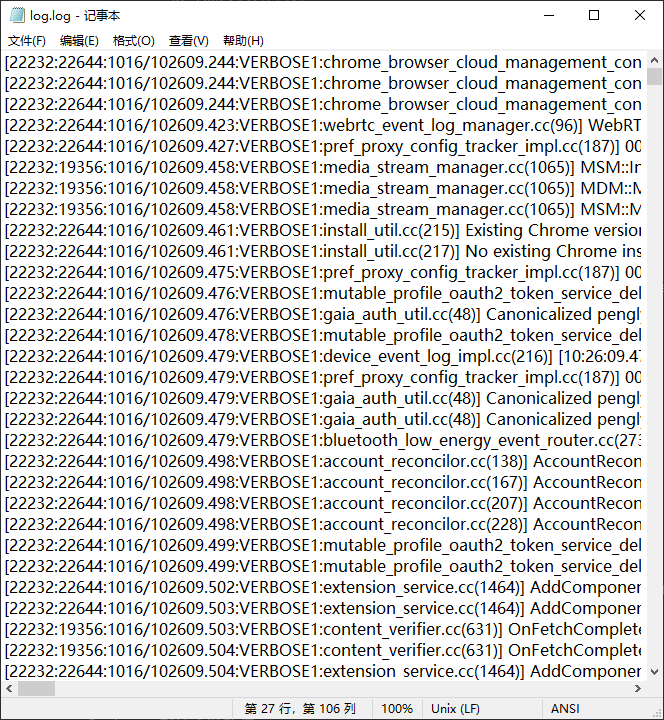 log.log - 记事本
文件(F) 编辑(E) 格式(O) 查看(V) 帮助(H)
[22232:22644:1016/102609.244:VERBOSE1:chrome_browser_cloud_management_con
[22232:22644:1016/102609.244:VERBOSE1:chrome_browser_cloud_management_con
[22232:22644:1016/102609.244:VERBOSE1:chrome_browser_cloud_management_con
[22232:22644:1016/102609.423:VERBOSE1:webrtc_event_log_manager.cc(96)] WebRT
[22232:22644:1016/102609.427:VERBOSE1:pref_proxy_config_tracker_impl.cc(187)] 00
[22232:19356:1016/102609.458:VERBOSE1:media_stream_manager.cc(1065)] MSM::In
[22232:19356:1016/102609.458:VERBOSE1:media_stream_manager.cc(1065)] MDM::M
[22232:19356:1016/102609.458:VERBOSE1:media_stream_manager.cc(1065)] MSM::M
[22232:22644:1016/102609.461:VERBOSE1:install_util.cc(215)] Existing Chrome version
[22232:22644:1016/102609.461:VERBOSE1:install_util.cc(217)] No existing Chrome ins
[22232:22644:1016/102609.475:VERBOSE1:pref_proxy_config_tracker_impl.cc(187)] 00
[22232:22644:1016/102609.476:VERBOSE1:mutable_profile_oauth2_token_service_del
[22232:22644:1016/102609.476:VERBOSE1:gaia_auth_util.cc(48)] Canonicalized pengly
[22232:22644:1016/102609.478:VERBOSE1:mutable_profile_oauth2_token_service_del
[22232:22644:1016/102609.479:VERBOSE1:device_event_log_impl.cc(216)] [10:26:09.47
[22232:22644:1016/102609.479:VERBOSE1:pref_proxy_config_tracker_impl.cc(187)] 00
[22232:22644:1016/102609.479:VERBOSE1:gaia_auth_util.cc(48)] Canonicalized pengly
[22232:22644:1016/102609.479:VERBOSE1:gaia_auth_util.cc(48)] Canonicalized pengly
[22232:22644:1016/102609.479:VERBOSE1:bluetooth_low_energy_event_router.cc(273
[22232:22644:1016/102609.498:VERBOSE1:account_reconcilor.cc(138)] AccountRecon
[22232:22644:1016/102609.498:VERBOSE1:account_reconcilor.cc(167)] AccountRecon
[22232:22644:1016/102609.498:VERBOSE1:account_reconcilor.cc(207)] AccountRecon
[22232:22644:1016/102609.498:VERBOSE1:account_reconcilor.cc(228)] AccountRecon
[22232:22644:1016/102609.499:VERBOSE1:mutable_profile_oauth2_token_service_del
[22232:22644:1016/102609.499:VERBOSE1:mutable_profile_oauth2_token_service_del
[22232:22644:1016/102609.502:VERBOSE1:extension_service.cc(1464)] AddComponen
[22232:22644:1016/102609.503:VERBOSE1:extension_service.cc(1464)] AddComponen
[22232:19356:1016/102609.503:VERBOSE1:content_verifier.cc(631)] OnFetchComplete
[22232:19356:1016/102609.504:VERBOSE1:content_verifier.cc(631)] OnFetchComplete
[22232:22644:1016/102609.504:VERBOSE1:extension_service.cc(1464)] AddComponen
第 27 行，第 106 列 100% Unix (LF) ANSI